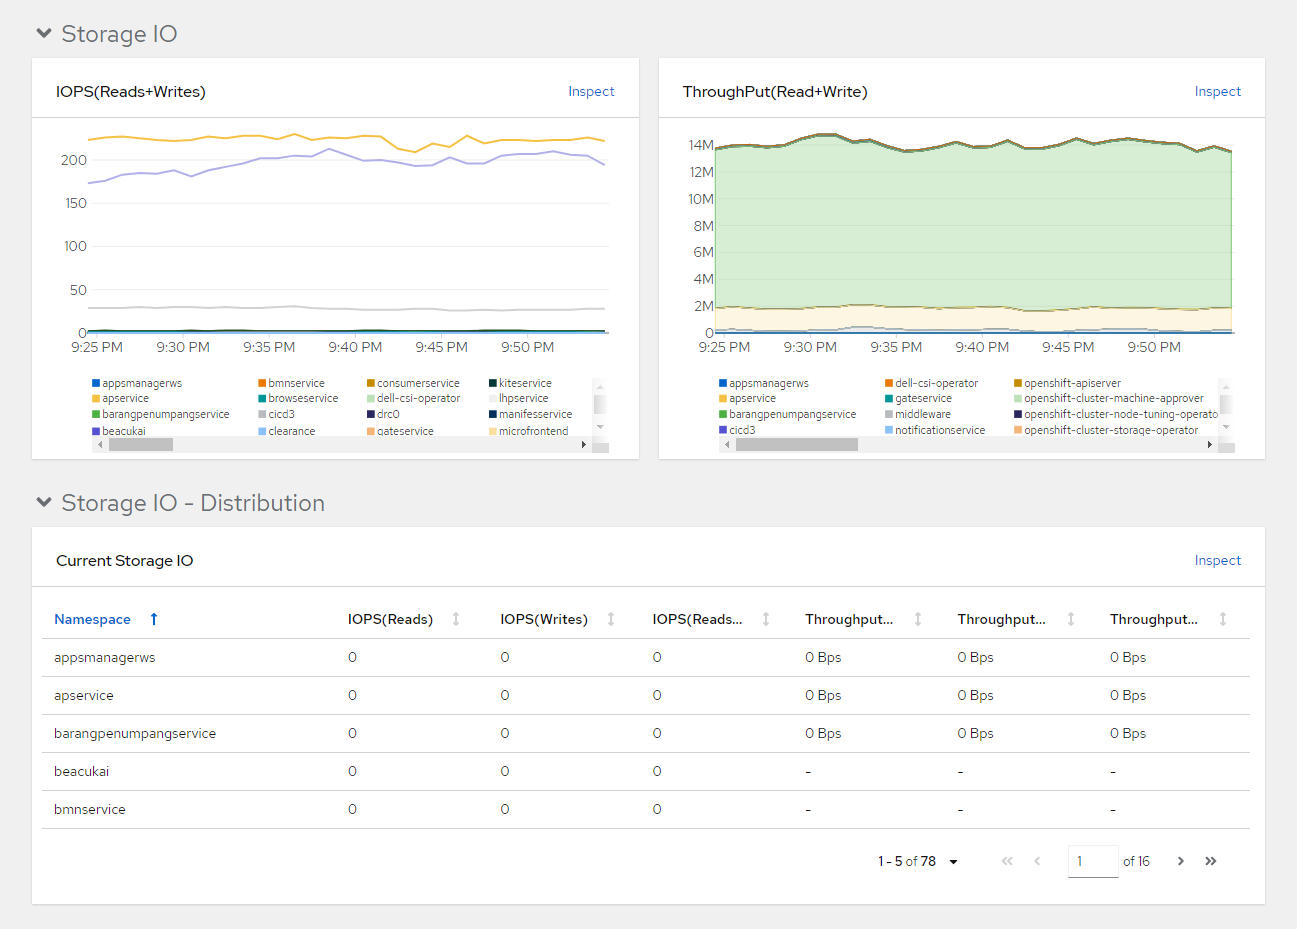 Storage IO
IOPS(Reads+Writes)
Inspect
200
150
100
50
0
9:25 PM 9:30 PM 9:35 PM 9:40 PM 9:45 PM 9:50 PM
appsmanagerws bmnservice consumerservice kiteservice
apservice browseservice dell-csi-operator lhpservice
barangpenumpangservice cicd3 drc0 manifesservice
beacukai clearance gateservice microfrontend
ThroughPut(Read+Write)
Inspect
14M
12M
10M
8M
6M
4M
2M
0
9:25 PM 9:30 PM 9:35 PM 9:40 PM 9:45 PM 9:50 PM
appsmanagerws dell-csi-operator openshift-apiserver
apservice gateservice openshift-cluster-machine-approver
barangpenumpangservice middleware openshift-cluster-node-tuning-operato
cicd3 notificationservice openshift-cluster-storage-operator
Storage IO - Distribution
Current Storage IO
Inspect
Namespace IOPS(Reads) IOPS(Writes) IOPS(Reads... Throughput... Throughput... Throughput...
appsmanagerws 0 0 0 0 Bps 0 Bps 0 Bps
apservice 0 0 0 0 Bps 0 Bps 0 Bps
barangpenumpangservice 0 0 0 0 Bps 0 Bps 0 Bps
beacukai 0 0 0 - - -
bmnservice 0 0 0 - - -
1 - 5 of 78 1 of 16